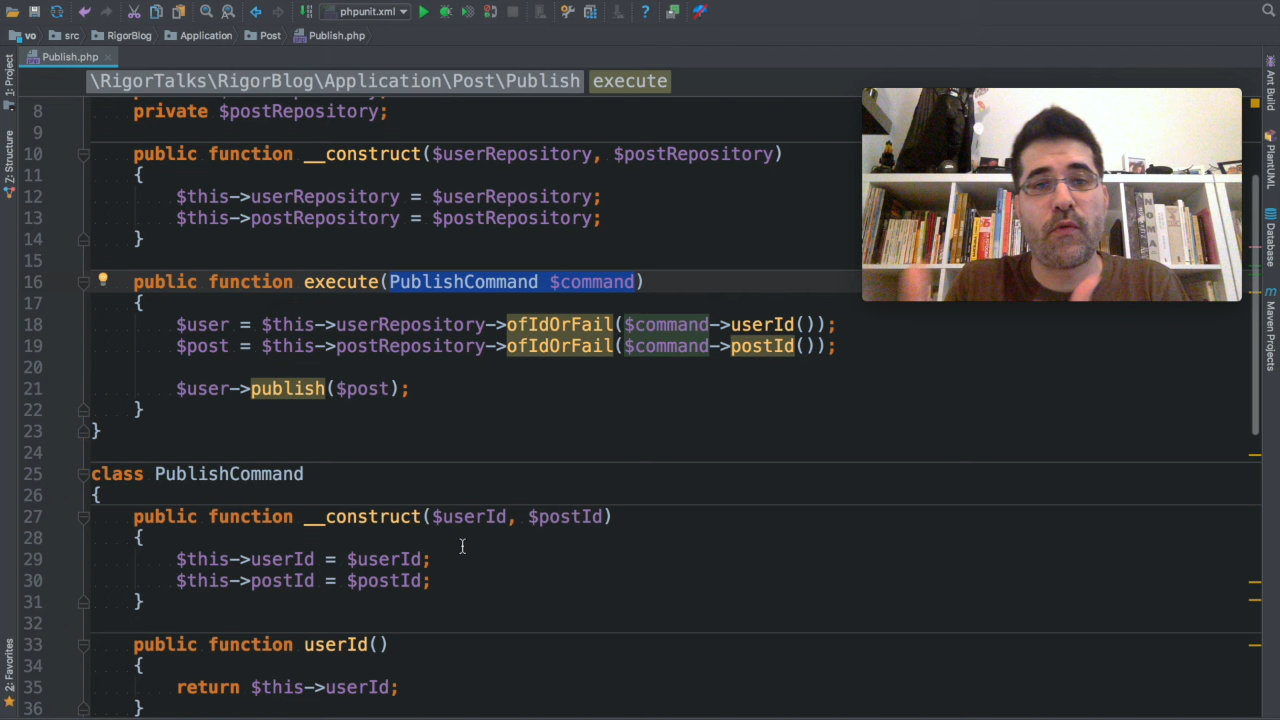 phpunit.xml
vo
src
RigorBlog
Application
Post
Publish.php
Publish.php
\RigorTalks\RigorBlog\Application\Post\Publish execute
1: Project
Z: Structure
2: Favorites
Ant Build
PlantUML
Database
Maven Projects
8 private $postRepository;
9
10 public function __construct($userRepository, $postRepository)
11 {
12 $this->userRepository = $userRepository;
13 $this->postRepository = $postRepository;
14 }
15
16 public function execute(PublishCommand $command)
17 {
18 $user = $this->userRepository->ofIdOrFail($command->userId());
19 $post = $this->postRepository->ofIdOrFail($command->postId());
20
21 $user->publish($post);
22 }
23 }
24
25 class PublishCommand
26 {
27 public function __construct($userId, $postId)
28 {
29 $this->userId = $userId;
30 $this->postId = $postId;
31 }
32
33 public function userId()
34 {
35 return $this->userId;
36 }